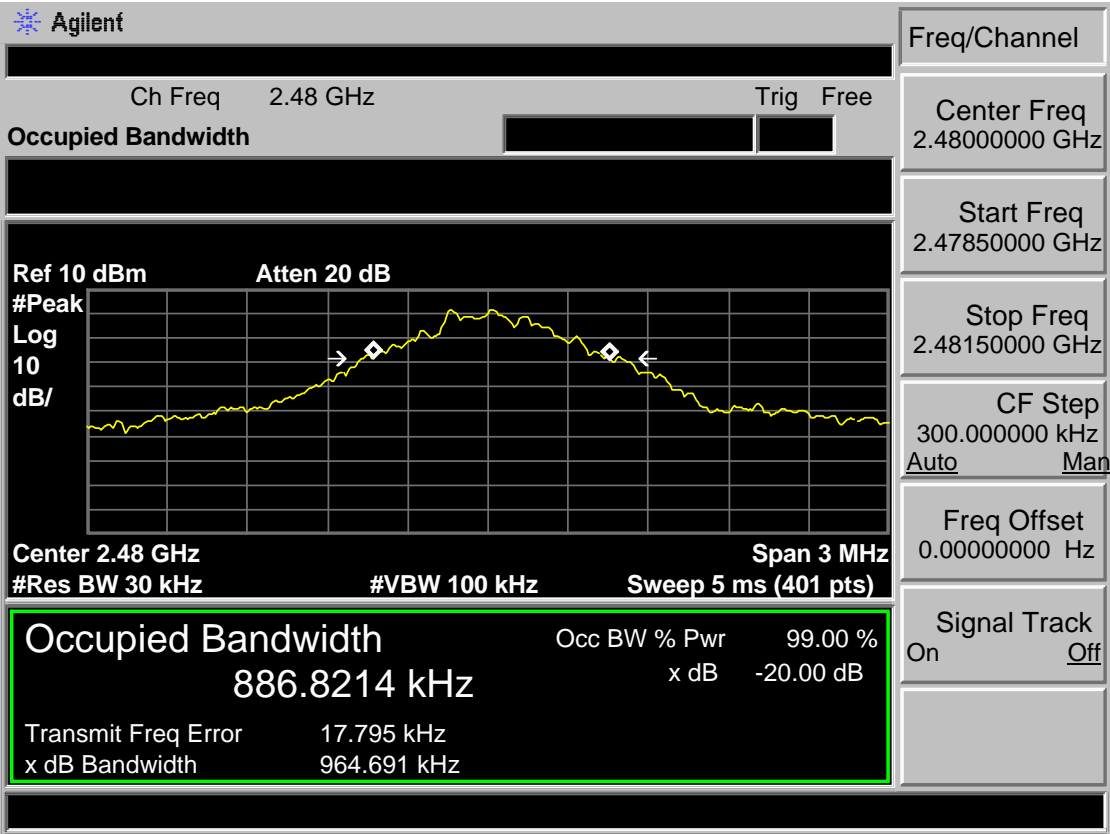 Agilent
Freq/Channel
Ch Freq 2.48 GHz Trig Free
Occupied Bandwidth
Center Freq
2.48000000 GHz
Start Freq
2.47850000 GHz
Stop Freq
2.48150000 GHz
CF Step
300.000000 kHz
Auto Man
Freq Offset
0.00000000 Hz
Signal Track
On Off
Ref 10 dBm Atten 20 dB
#Peak
Log
10
dB/
Center 2.48 GHz Span 3 MHz
#Res BW 30 kHz #VBW 100 kHz Sweep 5 ms (401 pts)
Occupied Bandwidth
886.8214 kHz
Occ BW % Pwr 99.00 %
x dB -20.00 dB
Transmit Freq Error 17.795 kHz
x dB Bandwidth 964.691 kHz